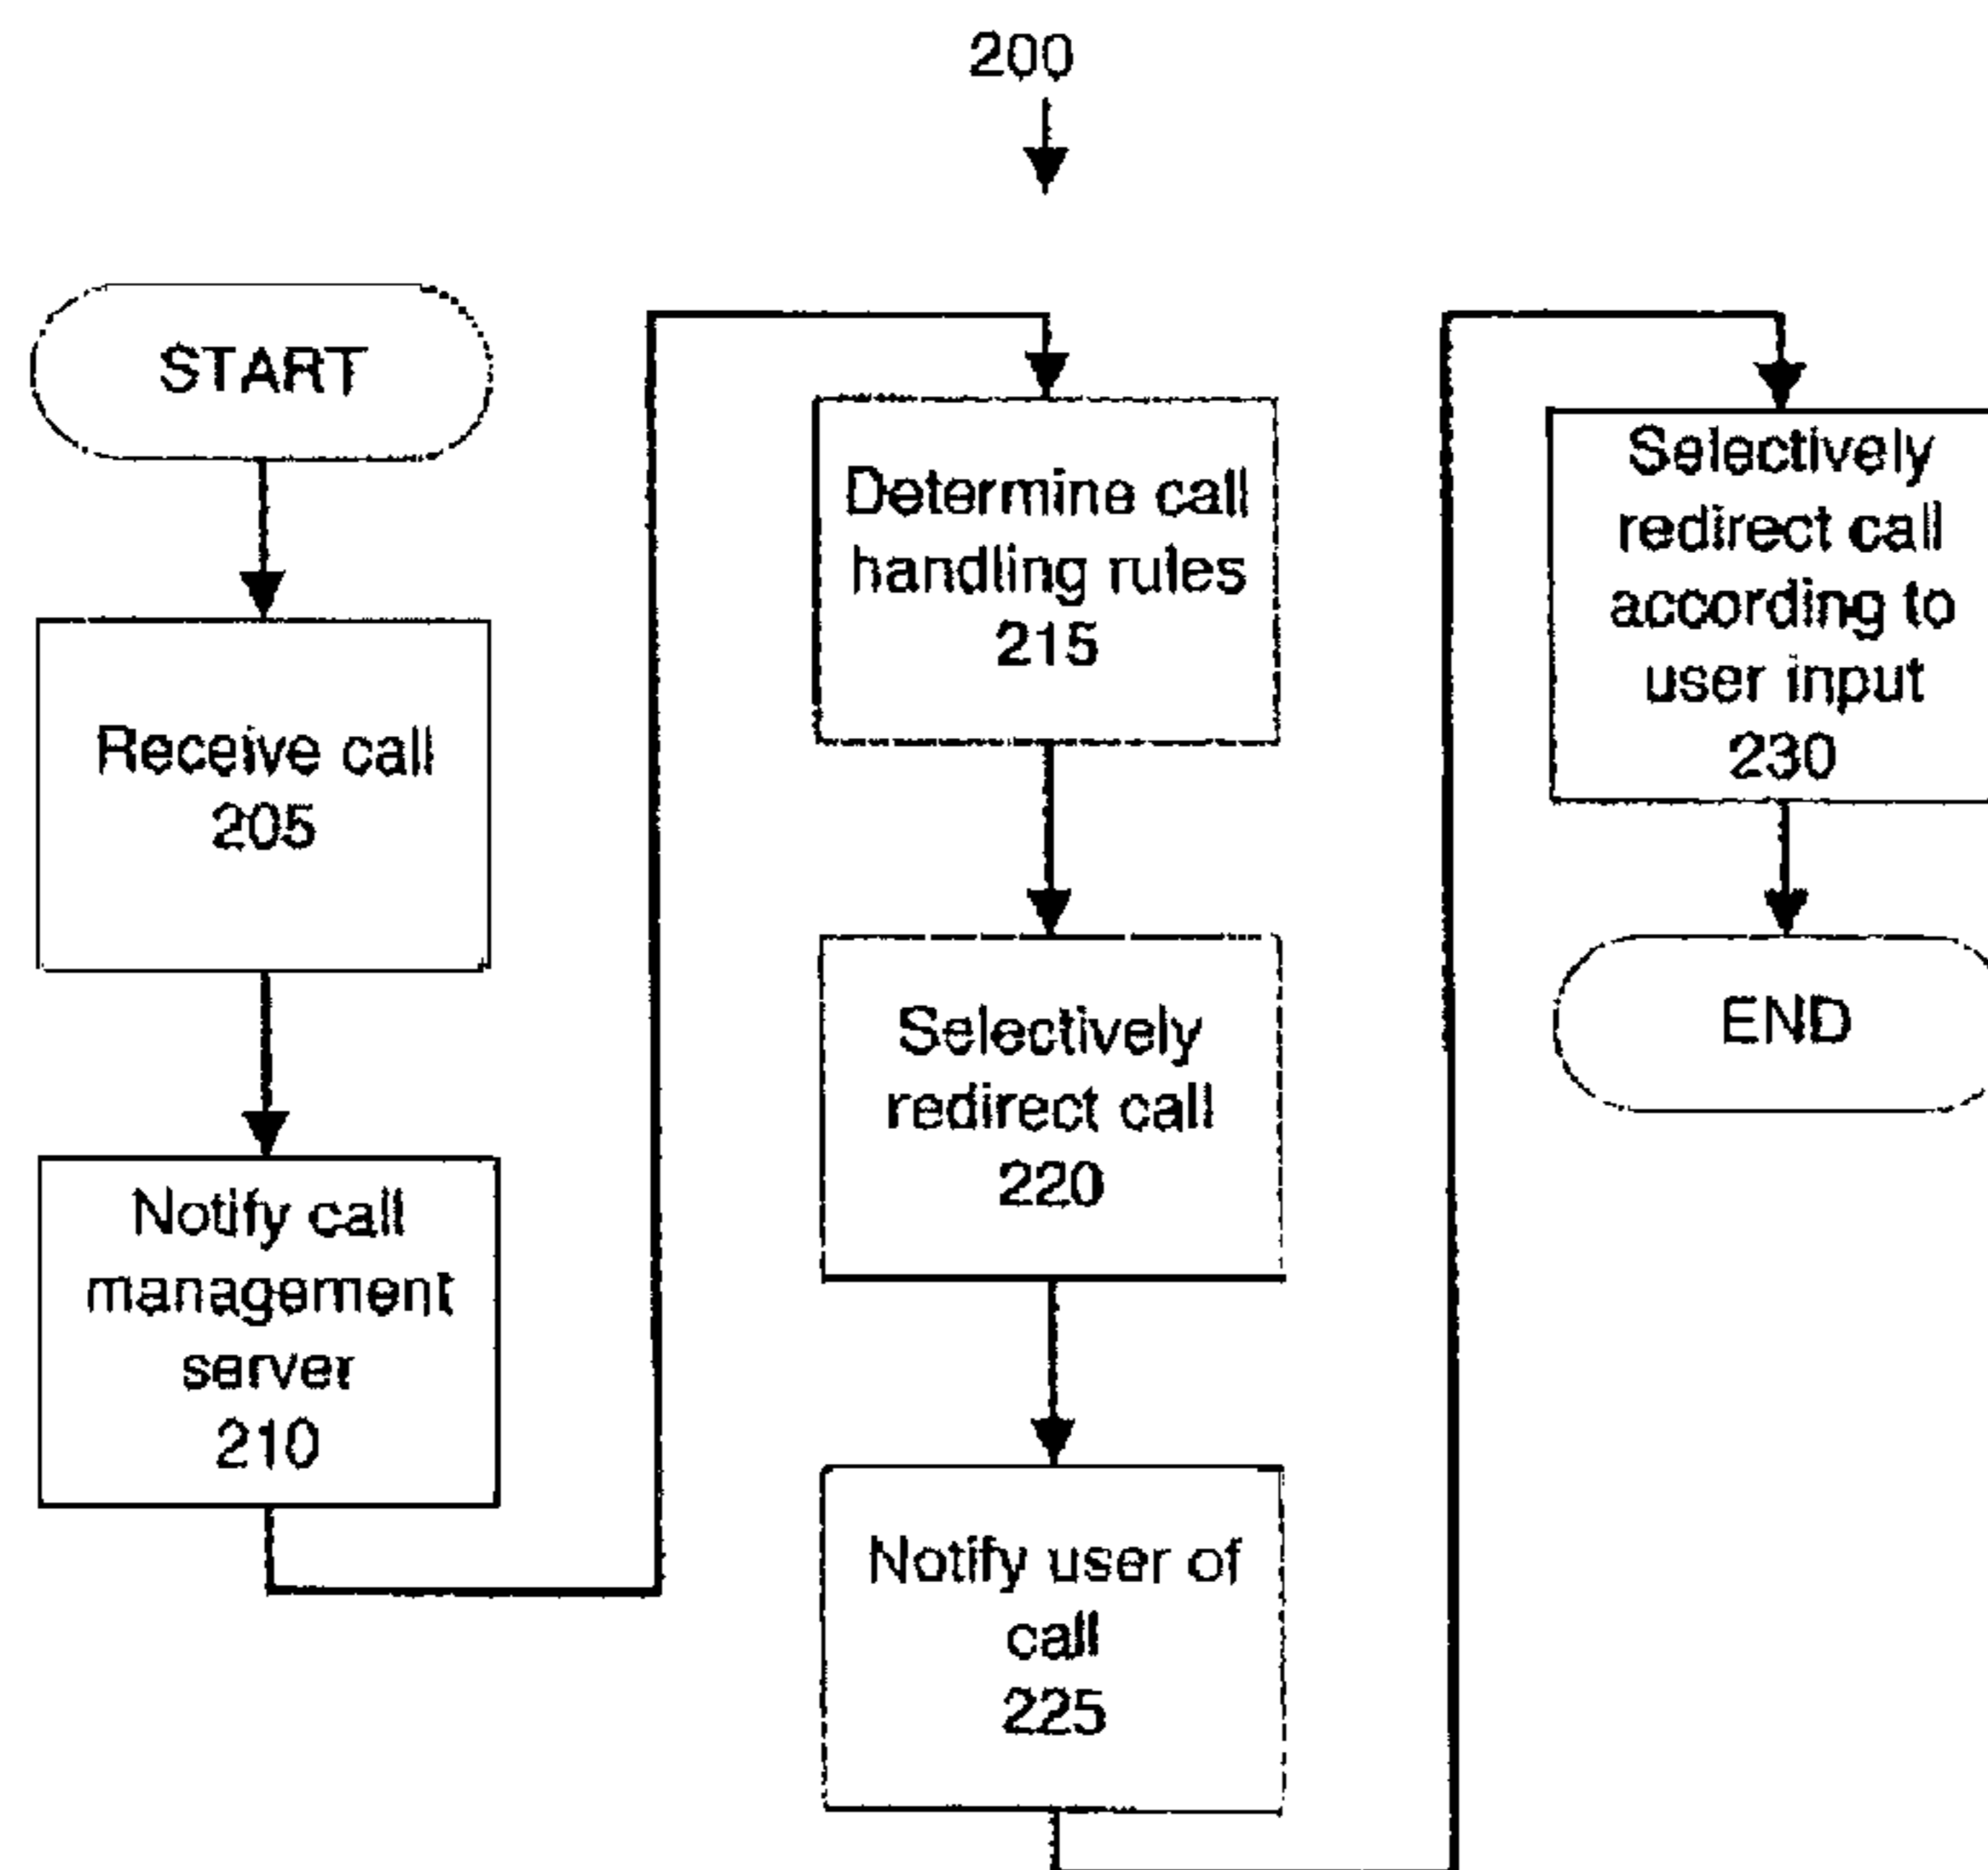 200
START
Receive call
205
Notify call
management
server
210
Determine call
handling rules
215
Selectively
redirect call
220
Notify user of
call
225
Selectively
redirect call
according to
user input
230
END